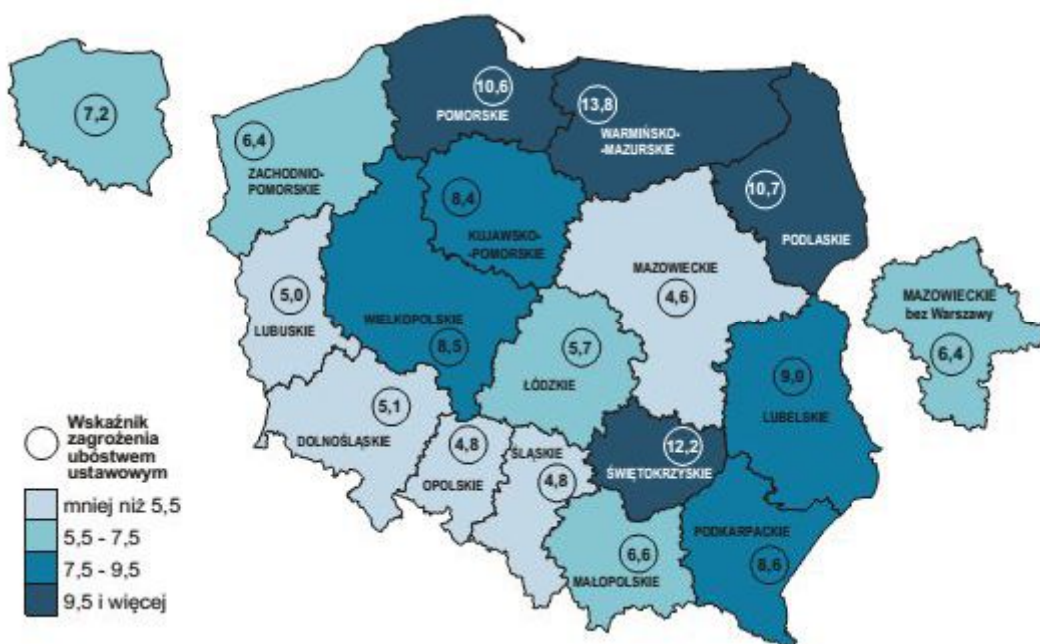 7,2
10,6
POMORSKIE
13,8
WARMIŃSKO-
-MAZURSKIE
6,4
ZACHODNIO-
POMORSKIE
8,4
KUJAWSKO-
-POMORSKIE
10,7
PODLASKIE
MAZOWIECKIE
4,6
MAZOWIECKIE
bez Warszawy
6,4
5,0
LUBUSKIE
WIELKOPOLSKIE
8,5
5,7
ŁÓDZKIE
9,0
LUBELSKIE
5,1
DOLNOŚLĄSKIE
4,8
OPOLSKIE
ŚLĄSKIE
4,8
12,2
ŚWIĘTOKRZYSKIE
6,6
MAŁOPOLSKIE
PODKARPACKIE
8,6
Wskaźnik
zagrożenia
ubóstwem
ustawowym
mniej niż 5,5
5,5 - 7,5
7,5 - 9,5
9,5 i więcej